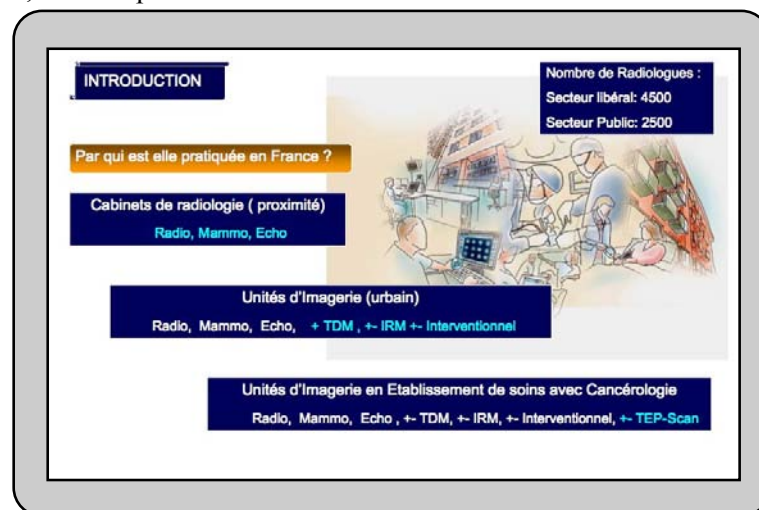 INTRODUCTION
Nombre de Radiologues :
Secteur libéral: 4500
Secteur Public: 2500
Par qui est elle pratiquée en France ?
Cabinets de radiologie ( proximité)
Radio, Mammo, Echo
Unités d'Imagerie (urbain)
Radio, Mammo, Echo, + TDM , +- IRM +- Interventionnel
Unités d'Imagerie en Etablissement de soins avec Cancérologie
Radio, Mammo, Echo , +- TDM, +- IRM, +- Interventionnel, +- TEP-Scan